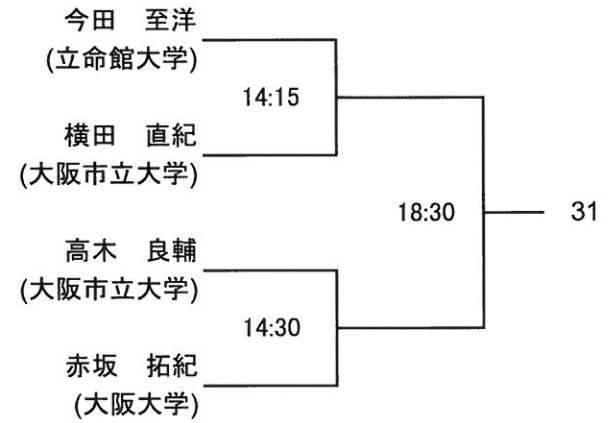 今田　至洋
(立命館大学)
14:15
横田　直紀
(大阪市立大学)
18:30
31
高木　良輔
(大阪市立大学)
14:30
赤坂　拓紀
(大阪大学)